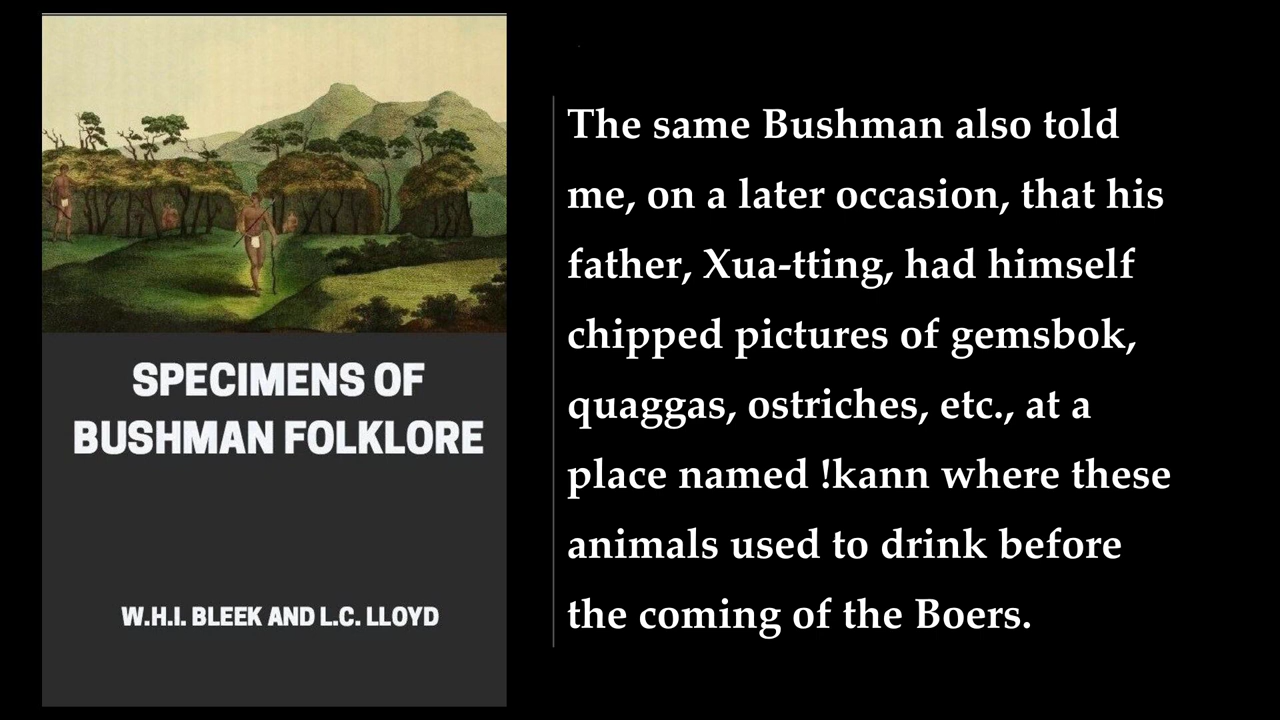 SPECIMENS OF
BUSHMAN FOLKLORE
W.H.I. BLEEK AND L.C. LLOYD
The same Bushman also told
me, on a later occasion, that his
father, Xua-tting, had himself
chipped pictures of gemsbok,
quaggas, ostriches, etc., at a
place named !kann where these
animals used to drink before
the coming of the Boers.